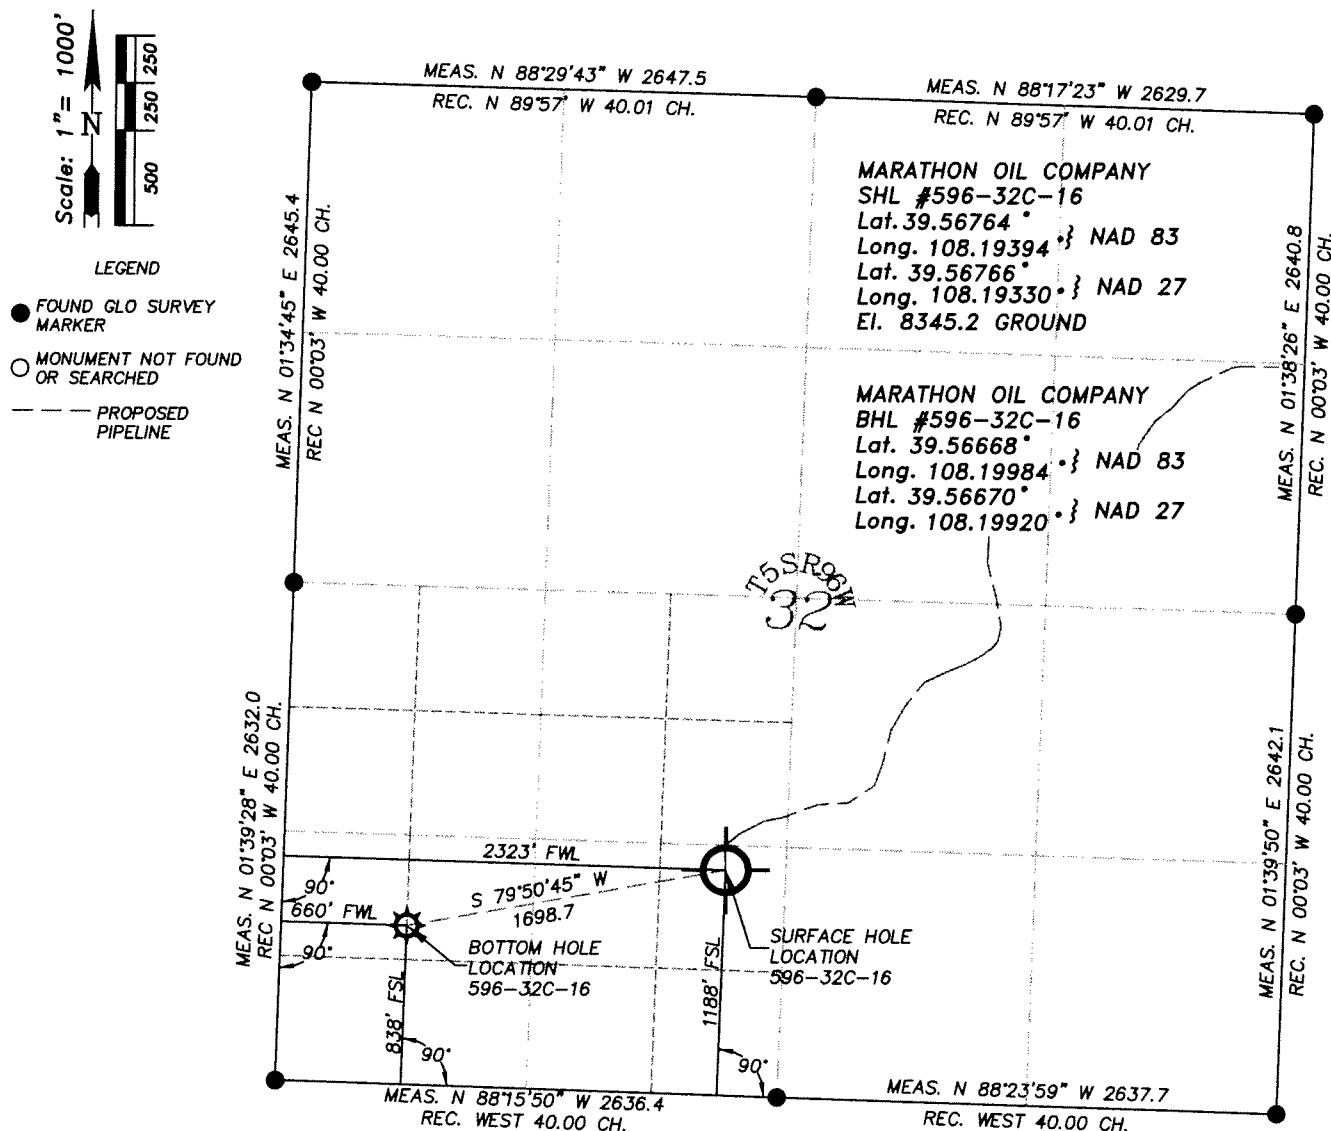 Scale: 1"= 1000'
N
250
250
500
LEGEND
FOUND GLO SURVEY
MARKER
MONUMENT NOT FOUND
OR SEARCHED
PROPOSED
PIPELINE
MEAS. N 88°29'43" W 2647.5
REC. N 89°57' W 40.01 CH.
MEAS. N 88°17'23" W 2629.7
REC. N 89°57' W 40.01 CH.
MEAS. N 01°34'45" E 2645.4
REC N 00°03' W 40.00 CH.
MARATHON OIL COMPANY
SHL #596-32C-16
Lat. 39.56764 °
Long. 108.19394 °} NAD 83
Lat. 39.56766°
Long. 108.19330 °} NAD 27
El. 8345.2 GROUND
MARATHON OIL COMPANY
BHL #596-32C-16
Lat. 39.56668°
Long. 108.19984 °} NAD 83
Lat. 39.56670°
Long. 108.19920 °} NAD 27
MEAS. N 01°38'26" E 2640.8
REC. N 00°03' W 40.00 CH.
T5SR96W
32
MEAS. N 01°39'28" E 2632.0
REC N 00°03' W 40.00 CH.
2323' FWL
90°
660' FWL
90°
S 79°50'45" W
1698.7
BOTTOM HOLE
LOCATION
596-32C-16
SURFACE HOLE
LOCATION
596-32C-16
838' FSL
90°
1188' FSL
90°
MEAS. N 01°39'50" E 2642.1
REC. N 00°03' W 40.00 CH.
MEAS. N 88°15'50" W 2636.4
REC. WEST 40.00 CH.
MEAS. N 88°23'59" W 2637.7
REC. WEST 40.00 CH.